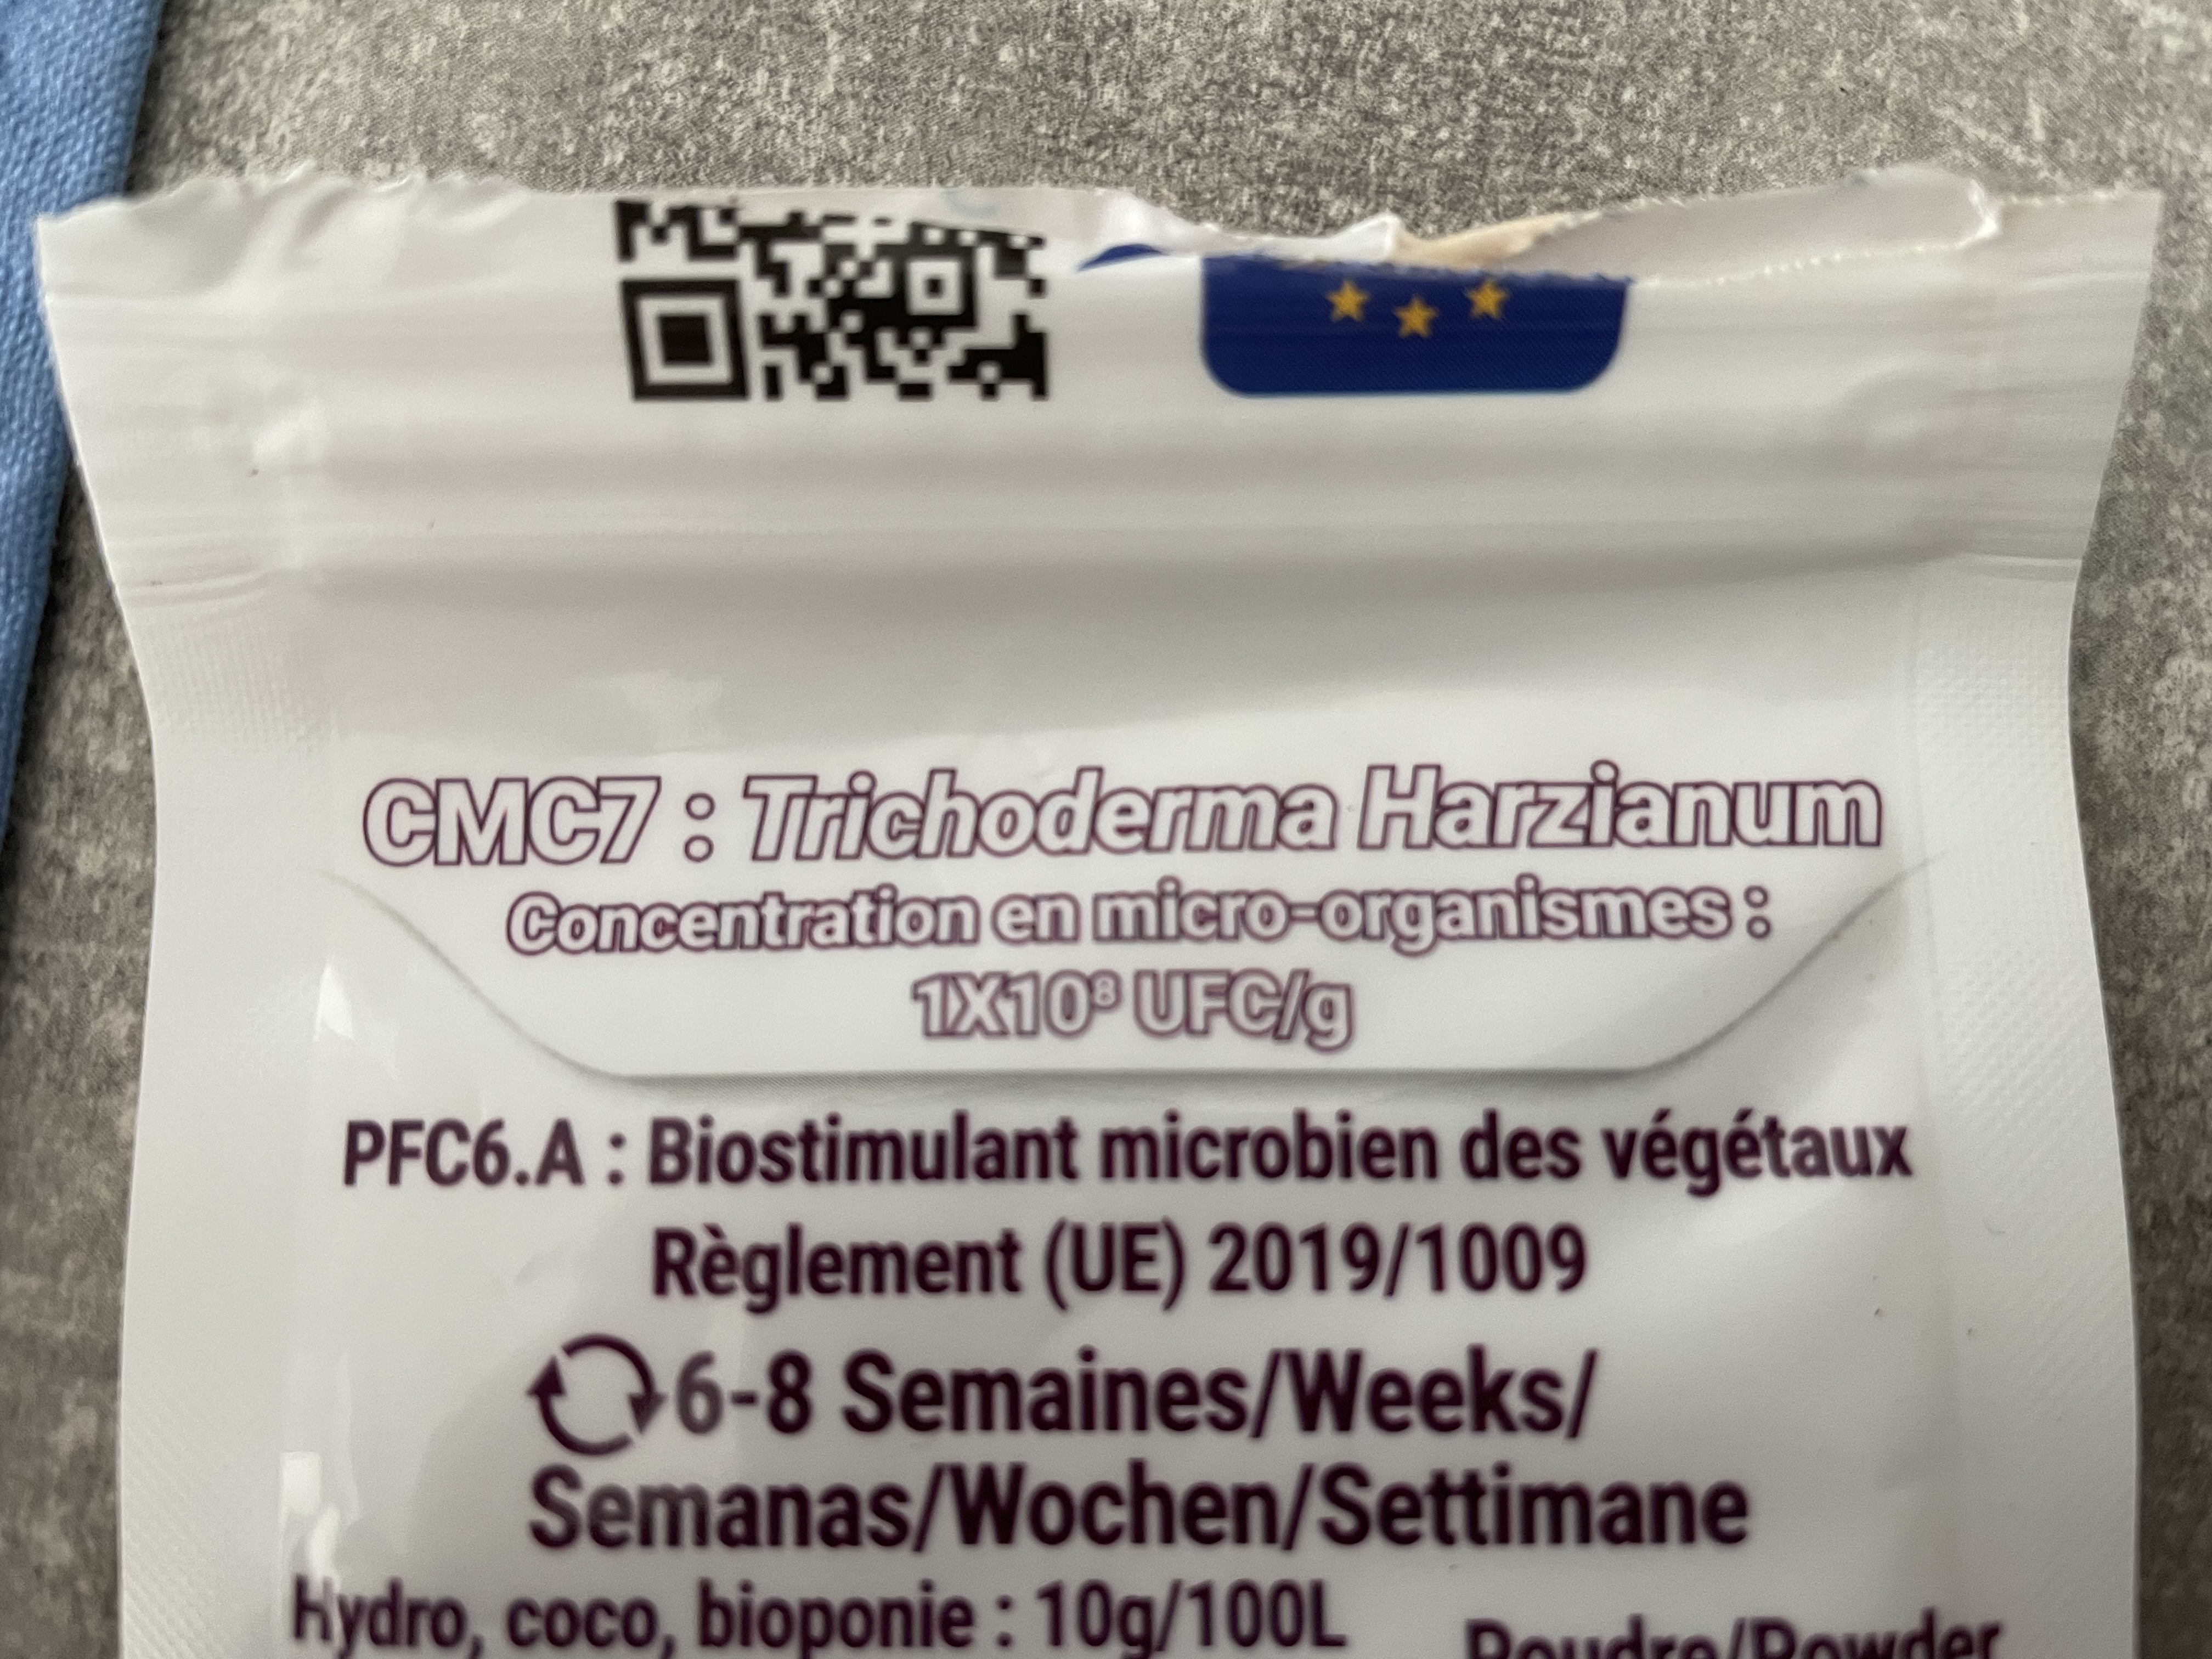 CMC7 : Trichoderma Harzianum
Concentration en micro-organismes :
1X10⁸ UFC/g
PFC6.A : Biostimulant microbien des végétaux
Règlement (UE) 2019/1009
6-8 Semaines/Weeks/
Semanas/Wochen/Settimane
Hydro, coco, bioponie : 10g/100L
Poudre/Powder